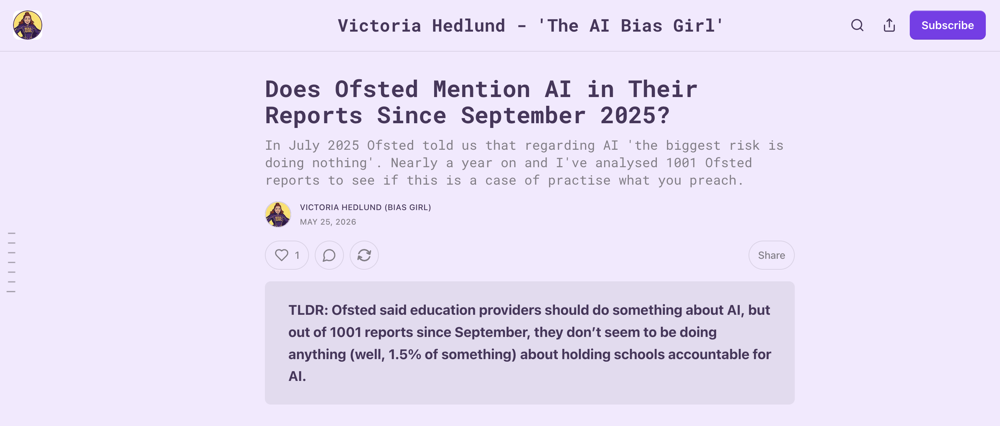 BIAS
GIRL
Victoria Hedlund - 'The AI Bias Girl'
Subscribe
Does Ofsted Mention AI in Their
Reports Since September 2025?
In July 2025 Ofsted told us that regarding AI 'the biggest risk is
doing nothing'. Nearly a year on and I've analysed 1001 Ofsted
reports to see if this is a case of practise what you preach.
BIAS
GIRL
VICTORIA HEDLUND (BIAS GIRL)
MAY 25, 2026
1
Share
TLDR: Ofsted said education providers should do something about AI, but
out of 1001 reports since September, they don’t seem to be doing
anything (well, 1.5% of something) about holding schools accountable for
AI.